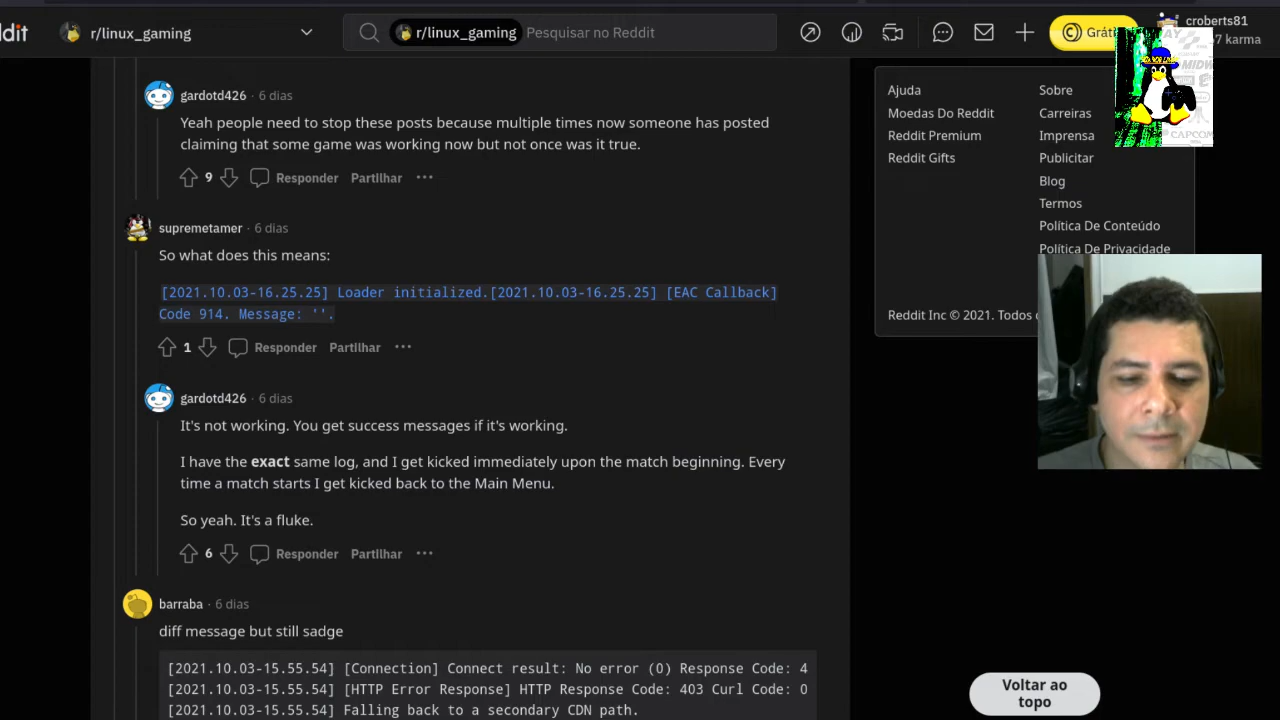 dit
r/linux_gaming
r/linux_gaming Pesquisar no Reddit
Grát
croberts81
7 karma
gardotd426 · 6 dias
Yeah people need to stop these posts because multiple times now someone has posted
claiming that some game was working now but not once was it true.
9 Responder Partilhar ···
supremetamer · 6 dias
So what does this means:
[2021.10.03-16.25.25] Loader initialized.[2021.10.03-16.25.25] [EAC Callback]
Code 914. Message: ''.
1 Responder Partilhar ···
gardotd426 · 6 dias
It's not working. You get success messages if it's working.
I have the exact same log, and I get kicked immediately upon the match beginning. Every
time a match starts I get kicked back to the Main Menu.
So yeah. It's a fluke.
6 Responder Partilhar ···
barraba · 6 dias
diff message but still sadge
[2021.10.03-15.55.54] [Connection] Connect result: No error (0) Response Code: 4
[2021.10.03-15.55.54] [HTTP Error Response] HTTP Response Code: 403 Curl Code: 0
[2021.10.03-15.55.54] Falling back to a secondary CDN path.
Ajuda
Moedas Do Reddit
Reddit Premium
Reddit Gifts
Sobre
Carreiras
Imprensa
Publicitar
Blog
Termos
Política De Conteúdo
Política De Privacidade
Reddit Inc © 2021. Todos
MIDW
CAPCOM
Voltar ao
topo